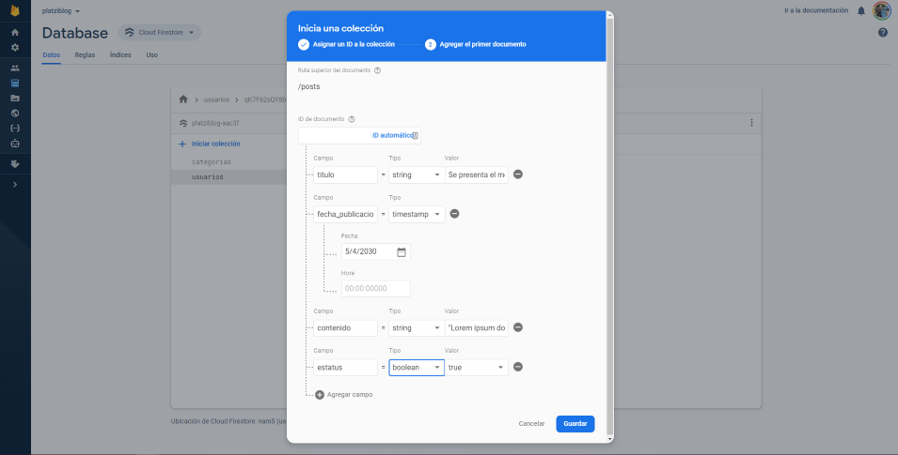 platziblog
Ir a la documentación
Database
Cloud Firestore
Datos
Reglas
Índices
Uso
usuarios
platziblog-eac3f
Iniciar colección
categorias
usuarios
Ubicación de Cloud Firestore: nam5
Inicia una colección
Asignar un ID a la colección
2 Agregar el primer documento
Ruta superior del documento
/posts
ID de documento
ID automático
Campo Tipo Valor
titulo = string Se presenta el m
Campo Tipo
fecha_publicacio = timestamp
Fecha
5/4/2030
Hora
00:00:00000
Campo Tipo Valor
contenido = string "Lorem ipsum do
Campo Tipo Valor
estatus = boolean true
Agregar campo
Cancelar
Guardar